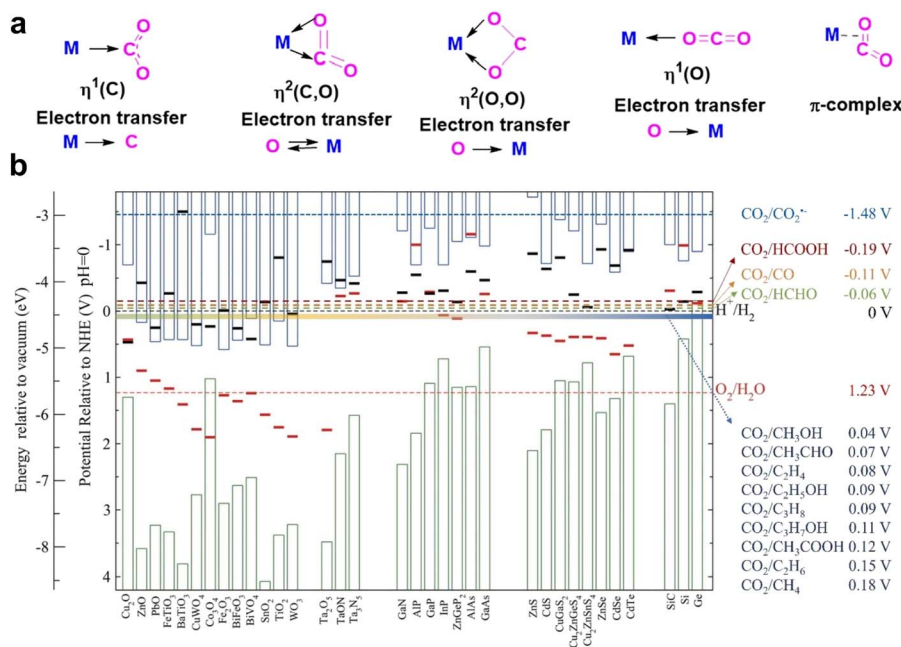 a
M C O O
η¹(C)
Electron transfer
M C
M O C O
η²(C,O)
Electron transfer
O M
M O C O
η²(O,O)
Electron transfer
O M
M O=C=O
η¹(O)
Electron transfer
O M
M O C O
π-complex
b
Energy relative to vacuum (eV)
-3
-4
-5
-6
-7
-8
Potential Relative to NHE (V) pH=0
-1
0
1
2
3
4
CO₂/CO₂•- -1.48 V
CO₂/HCOOH -0.19 V
CO₂/CO -0.11 V
CO₂/HCHO -0.06 V
H⁺/H₂ 0 V
O₂/H₂O 1.23 V
CO₂/CH₃OH 0.04 V
CO₂/CH₃CHO 0.07 V
CO₂/C₂H₄ 0.08 V
CO₂/C₂H₅OH 0.09 V
CO₂/C₃H₈ 0.09 V
CO₂/C₃H₇OH 0.11 V
CO₂/CH₃COOH 0.12 V
CO₂/C₂H₆ 0.15 V
CO₂/CH₄ 0.18 V
Cu₂O
ZnO
PbO
FeTiO₃
BaTiO₃
CuWO₄
Co₃O₄
Fe₂O₃
BiFeO₃
BiVO₄
SnO₂
TiO₂
WO₃
Ta₂O₅
TaON
Ta₃N₅
GaN
AlP
GaP
InP
ZnGeP₂
AlAs
GaAs
ZnS
CdS
CuGaS₂
Cu₂ZnGeS₄
Cu₂ZnSnS₄
ZnSe
CdSe
CdTe
SiC
Si
Ge